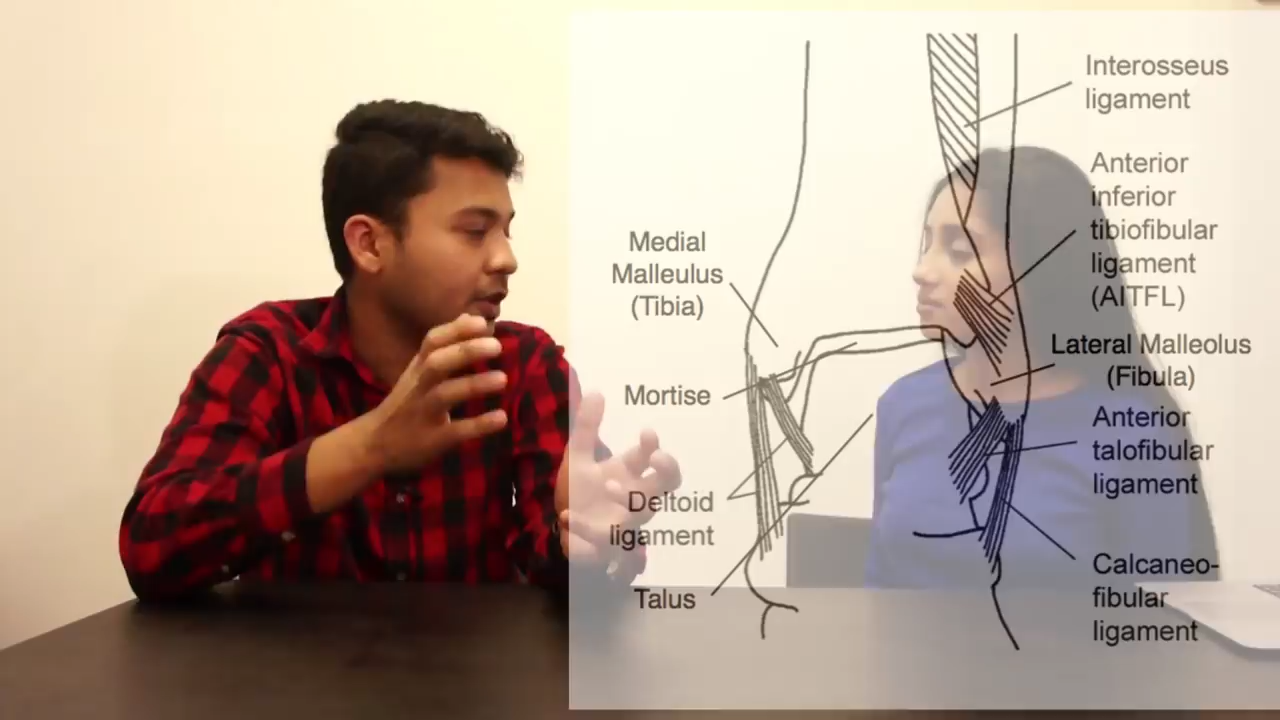 Interosseus
ligament
Anterior
inferior
tibiofibular
ligament
(AITFL)
Medial
Malleulus
(Tibia)
Lateral Malleolus
(Fibula)
Mortise
Anterior
talofibular
ligament
Deltoid
ligament
Talus
Calcaneo-
fibular
ligament